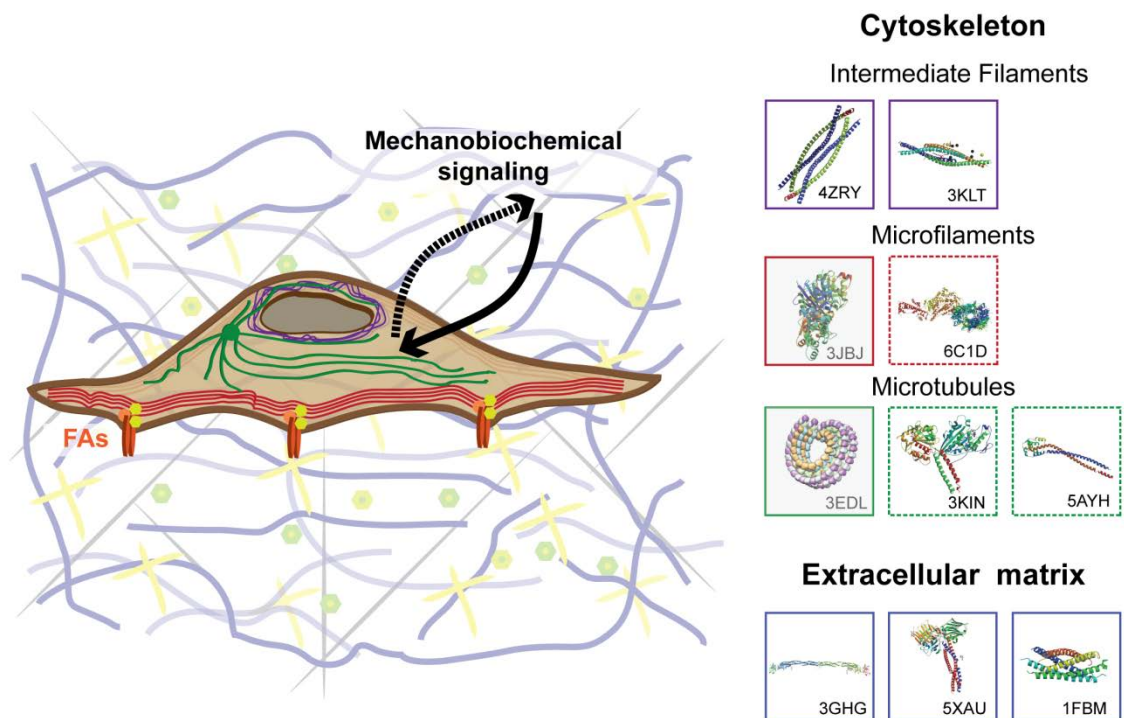 Cytoskeleton
Intermediate Filaments
4ZRY
3KLT
Mechanobiochemical
signaling
Microfilaments
3JBJ
6C1D
Microtubules
FAs
3EDL
3KIN
5AYH
Extracellular matrix
3GHG
5XAU
1FBM